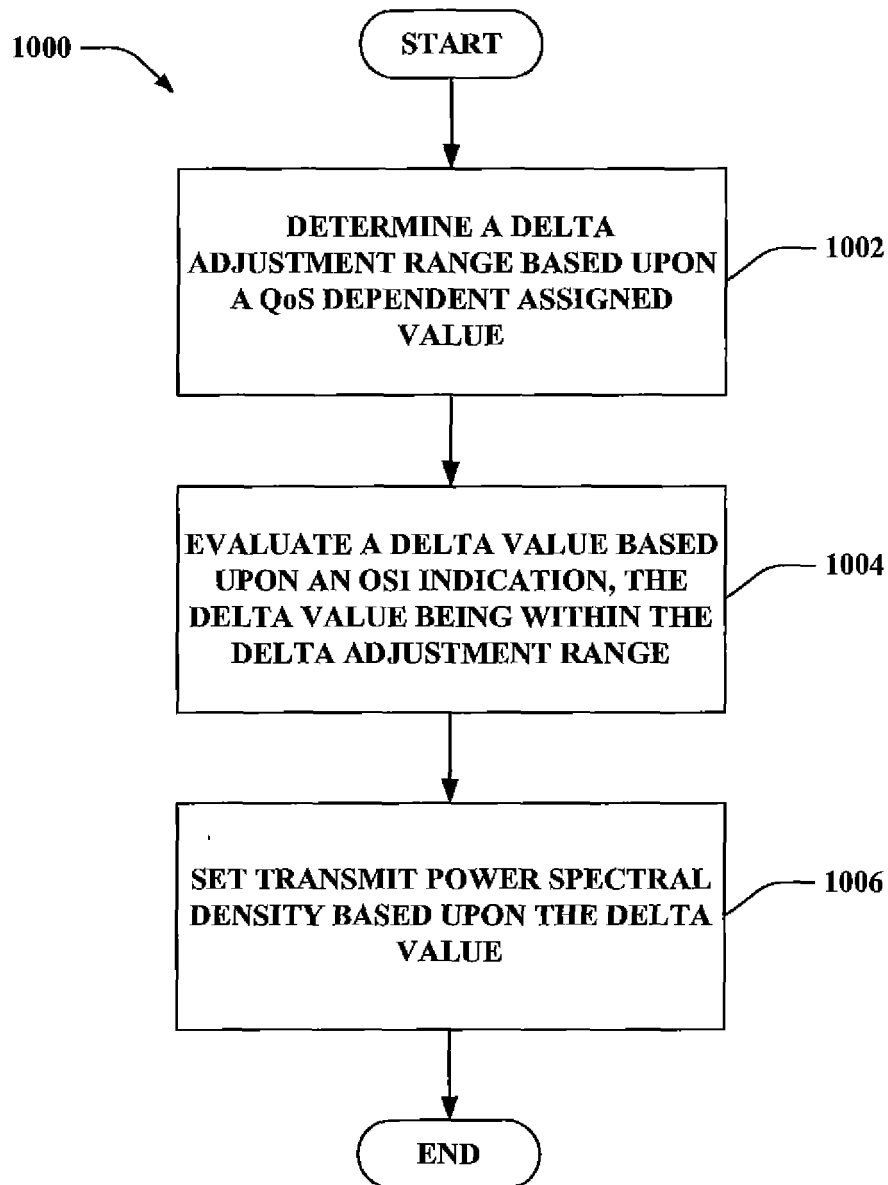 1000
START
DETERMINE A DELTA
ADJUSTMENT RANGE BASED UPON
A QoS DEPENDENT ASSIGNED
VALUE
1002
EVALUATE A DELTA VALUE BASED
UPON AN OSI INDICATION, THE
DELTA VALUE BEING WITHIN THE
DELTA ADJUSTMENT RANGE
1004
SET TRANSMIT POWER SPECTRAL
DENSITY BASED UPON THE DELTA
VALUE
1006
END